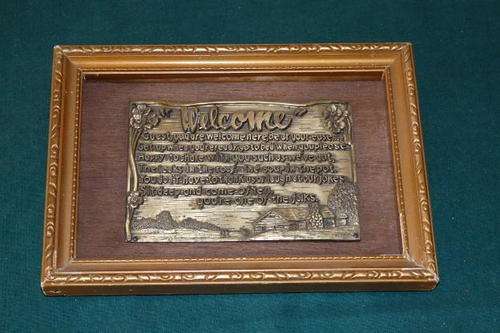 "Welcome"
Guest, you're welcome here be at your ease.
Get up when you're ready, go to bed when you please.
Happy to share with you such as we've got,
The leaks in the roof, the soup in the pot.
You don't have to thank us or laugh at our jokes
Sit deep and come often
you're one of the folks.